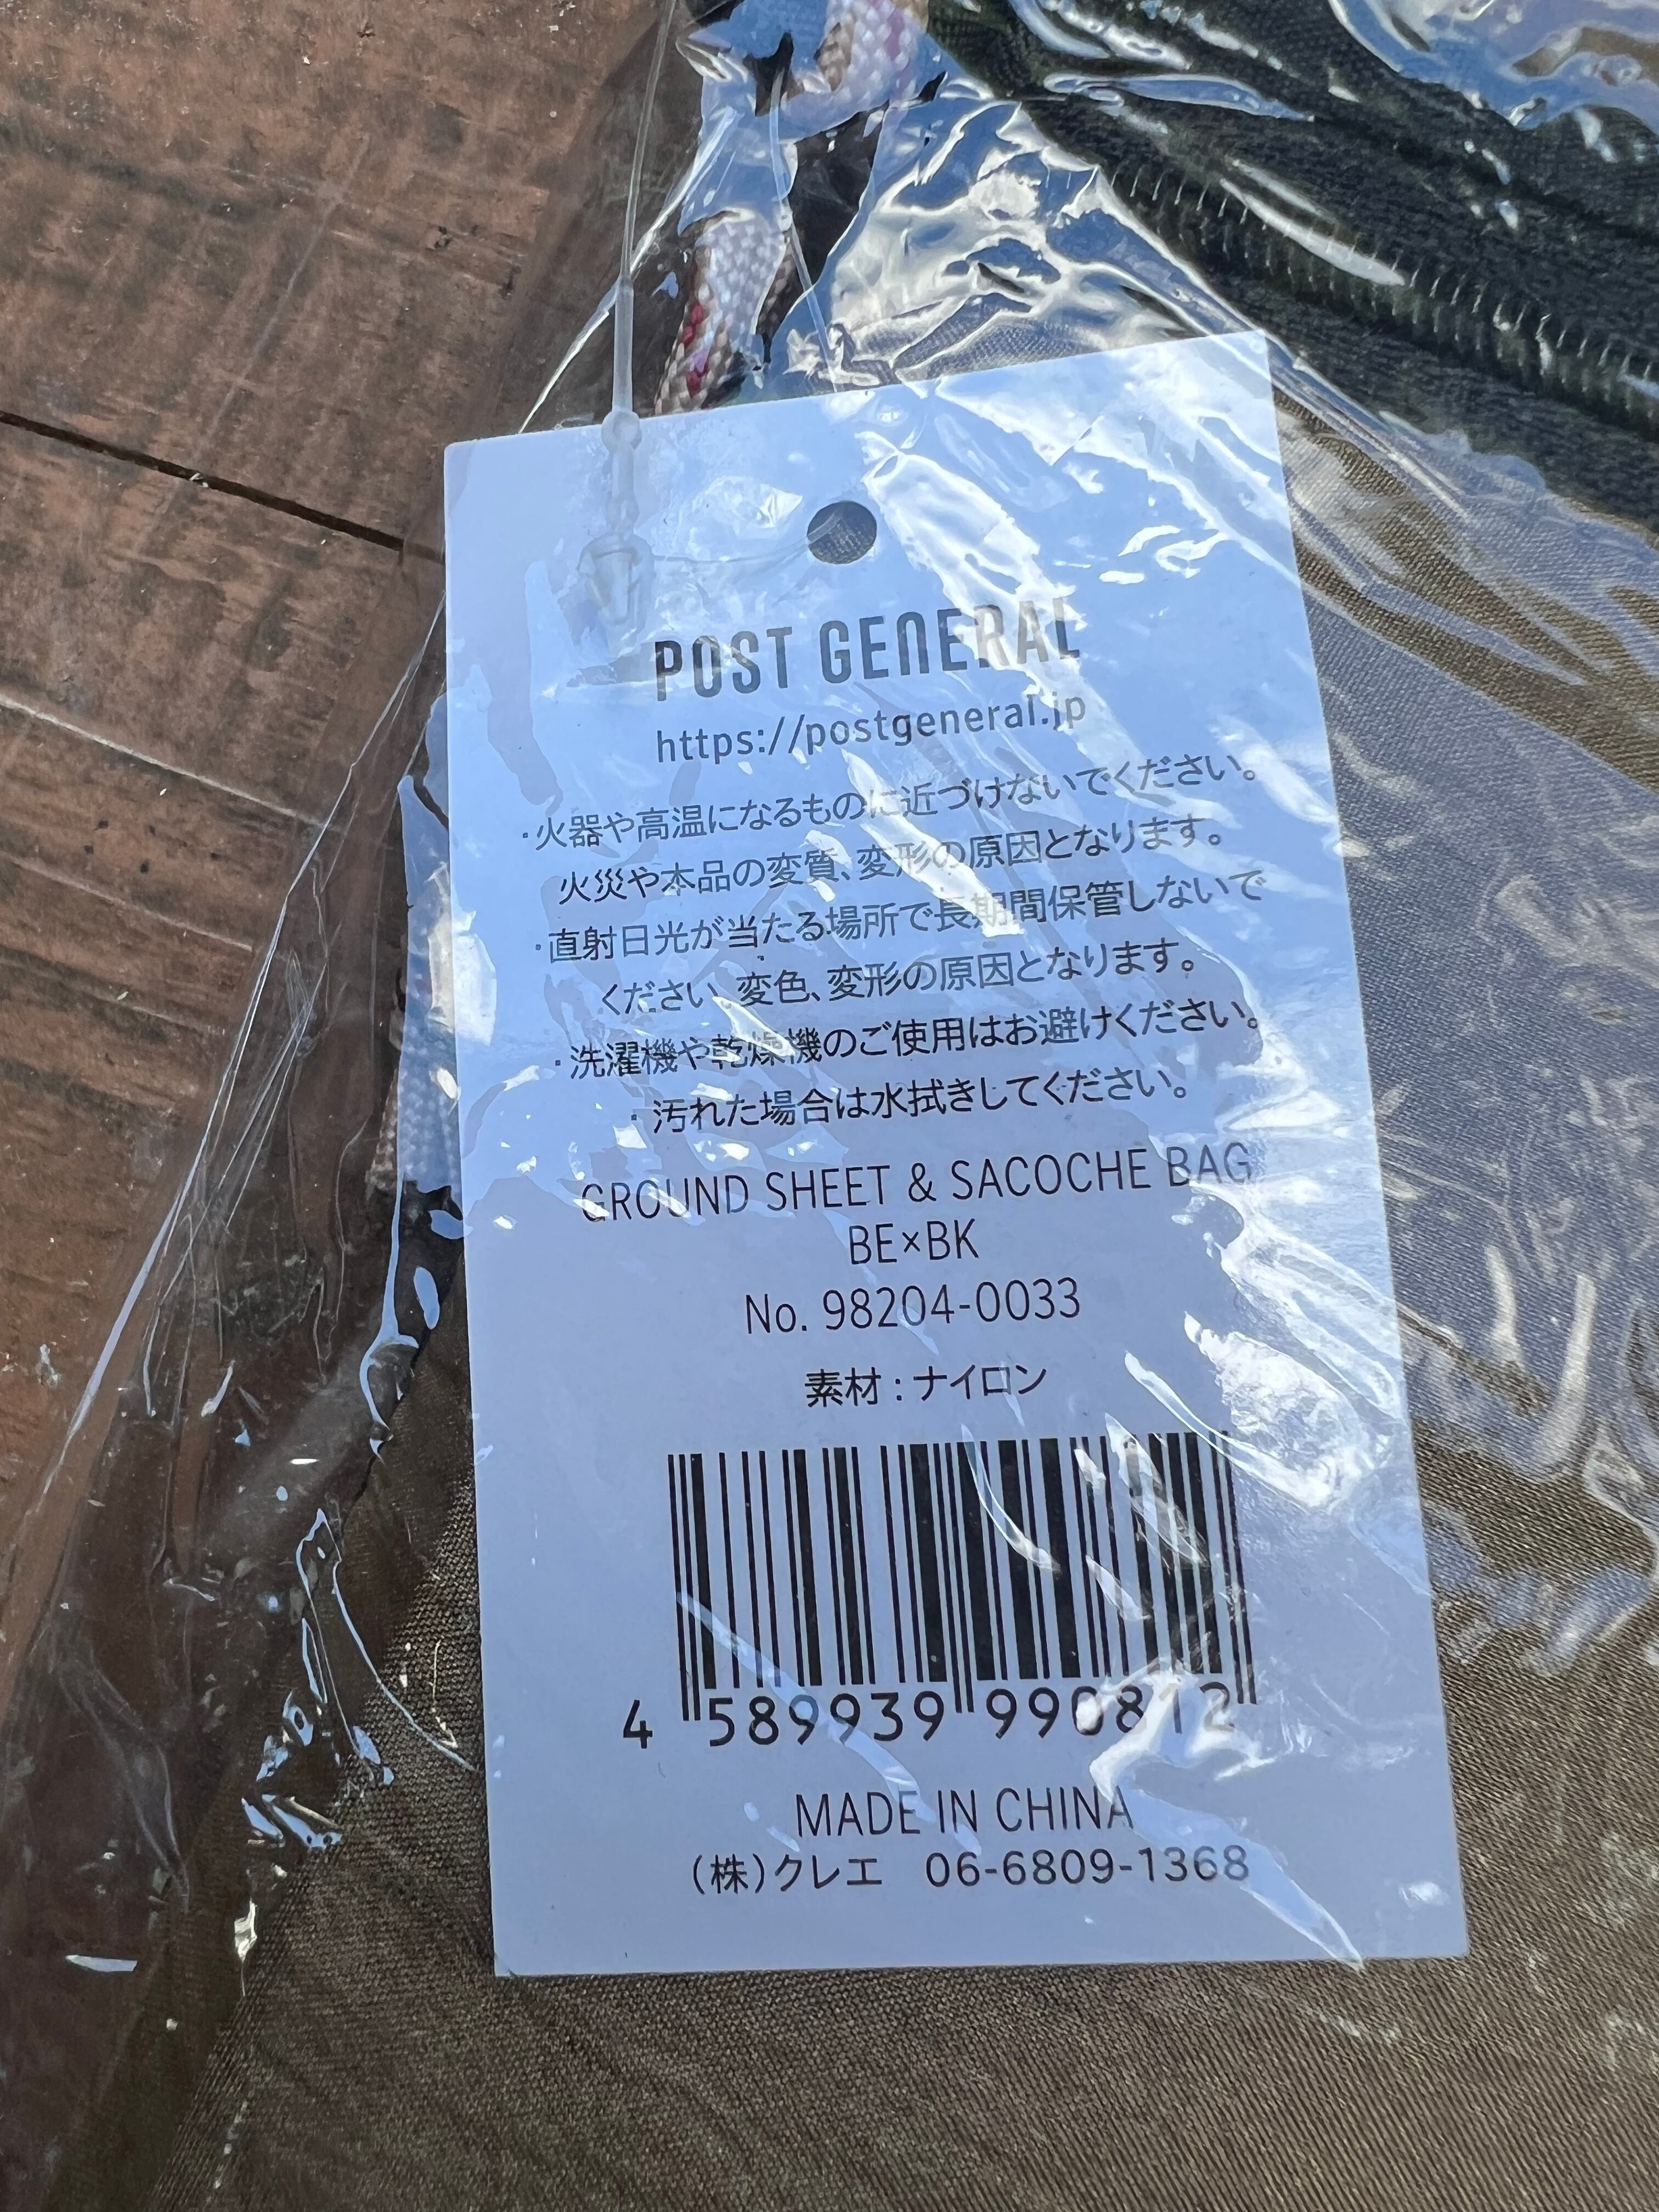 POST GENERAL
https://postgeneral.jp
・火器や高温になるものに近づけないでください。
火災や本品の変質、変形の原因となります。
・直射日光が当たる場所で長期間保管しないで
ください。変色、変形の原因となります。
・洗濯機や乾燥機のご使用はお避けください。
・汚れた場合は水拭きしてください。
GROUND SHEET & SACOCHE BAG
BE×BK
No. 98204-0033
素材：ナイロン
4 589939 990812
MADE IN CHINA
（株）クレエ 06-6809-1368